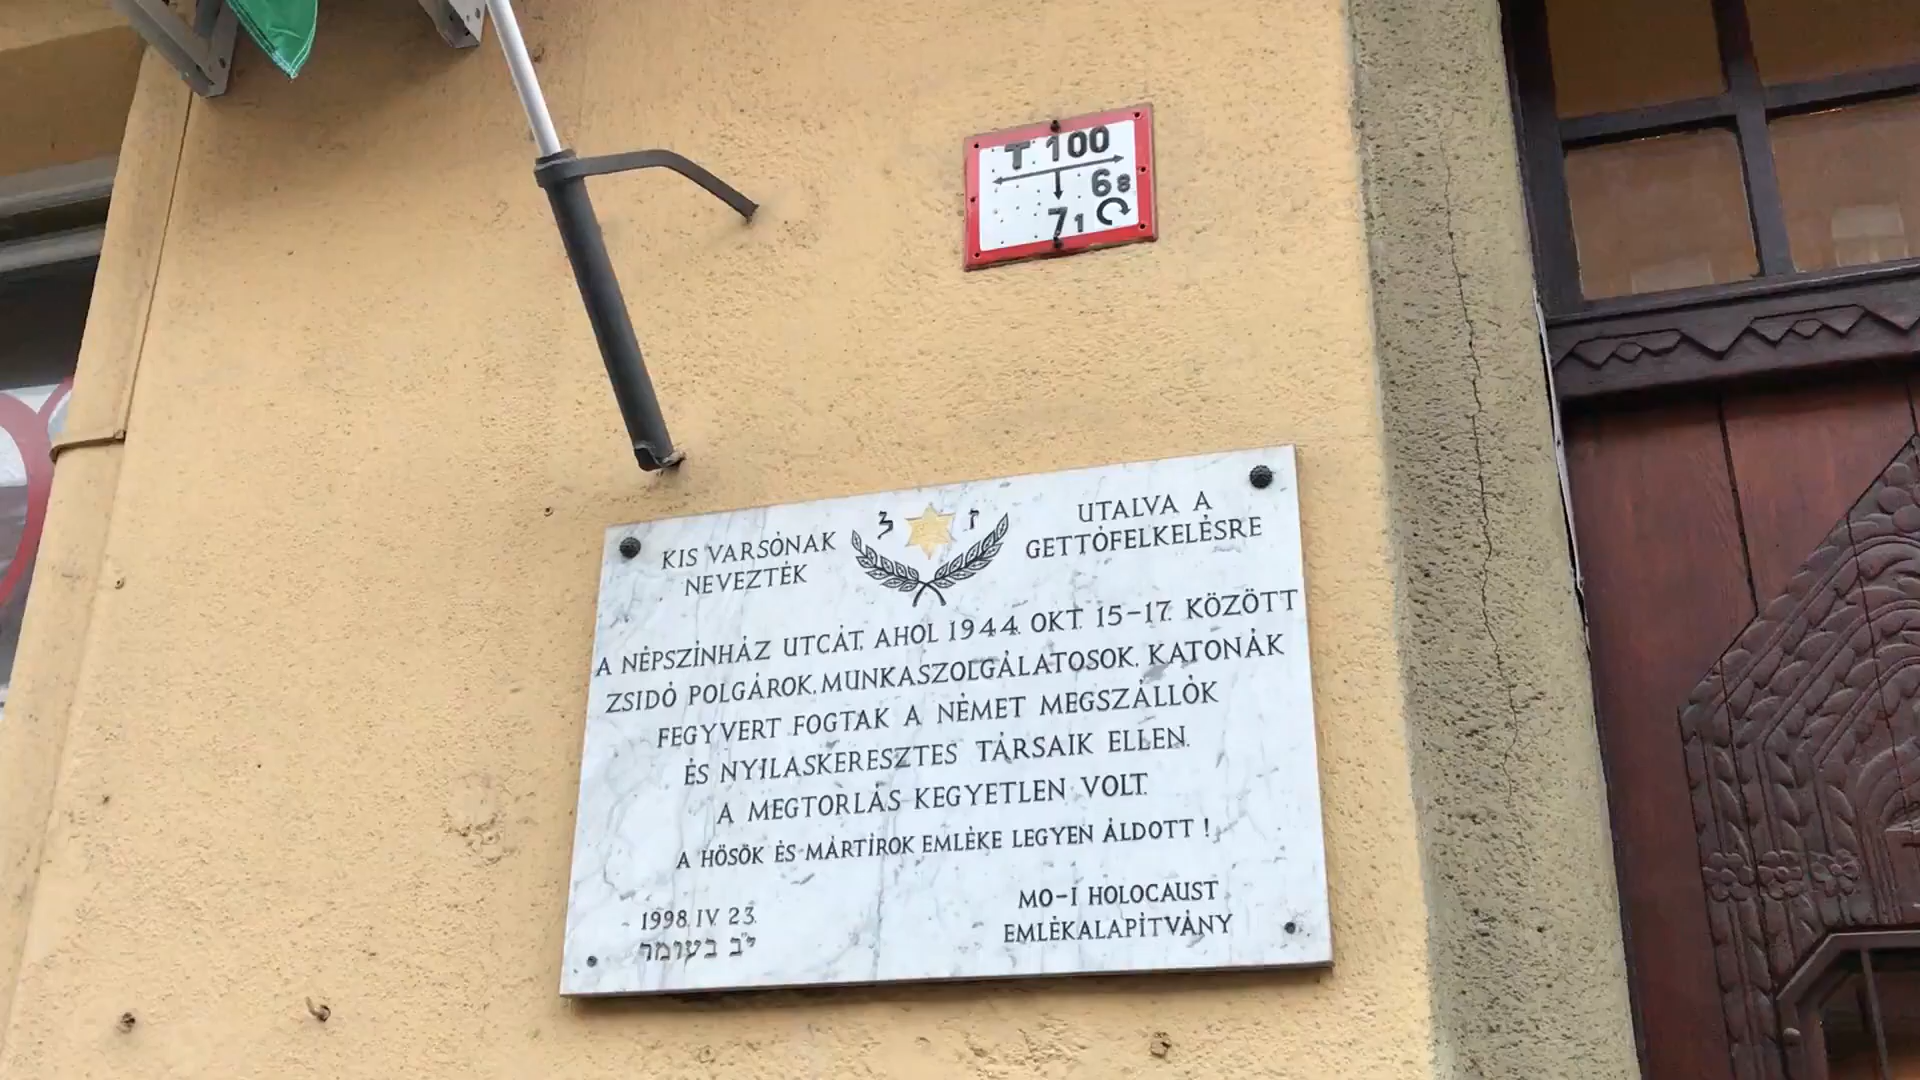 T 100
6 8
7 1
KIS VARSÓNAK
NEVEZTÉK
ז
UTALVA A
GETTÓFELKELÉSRE
A NÉPSZÍNHÁZ UTCÁT, AHOL 1944. OKT. 15-17. KÖZÖTT
ZSIDÓ POLGÁROK, MUNKASZOLGÁLATOSOK, KATONÁK
FEGYVERT FOGTAK A NÉMET MEGSZÁLLÓK
ÉS NYILASKERESZTES TÁRSAIK ELLEN.
A MEGTORLÁS KEGYETLEN VOLT.
A HŐSÖK ÉS MÁRTÍROK EMLÉKE LEGYEN ÁLDOTT !
1998. IV. 23.
י"ב בעומר
MO-I HOLOCAUST
EMLÉKALAPÍTVÁNY